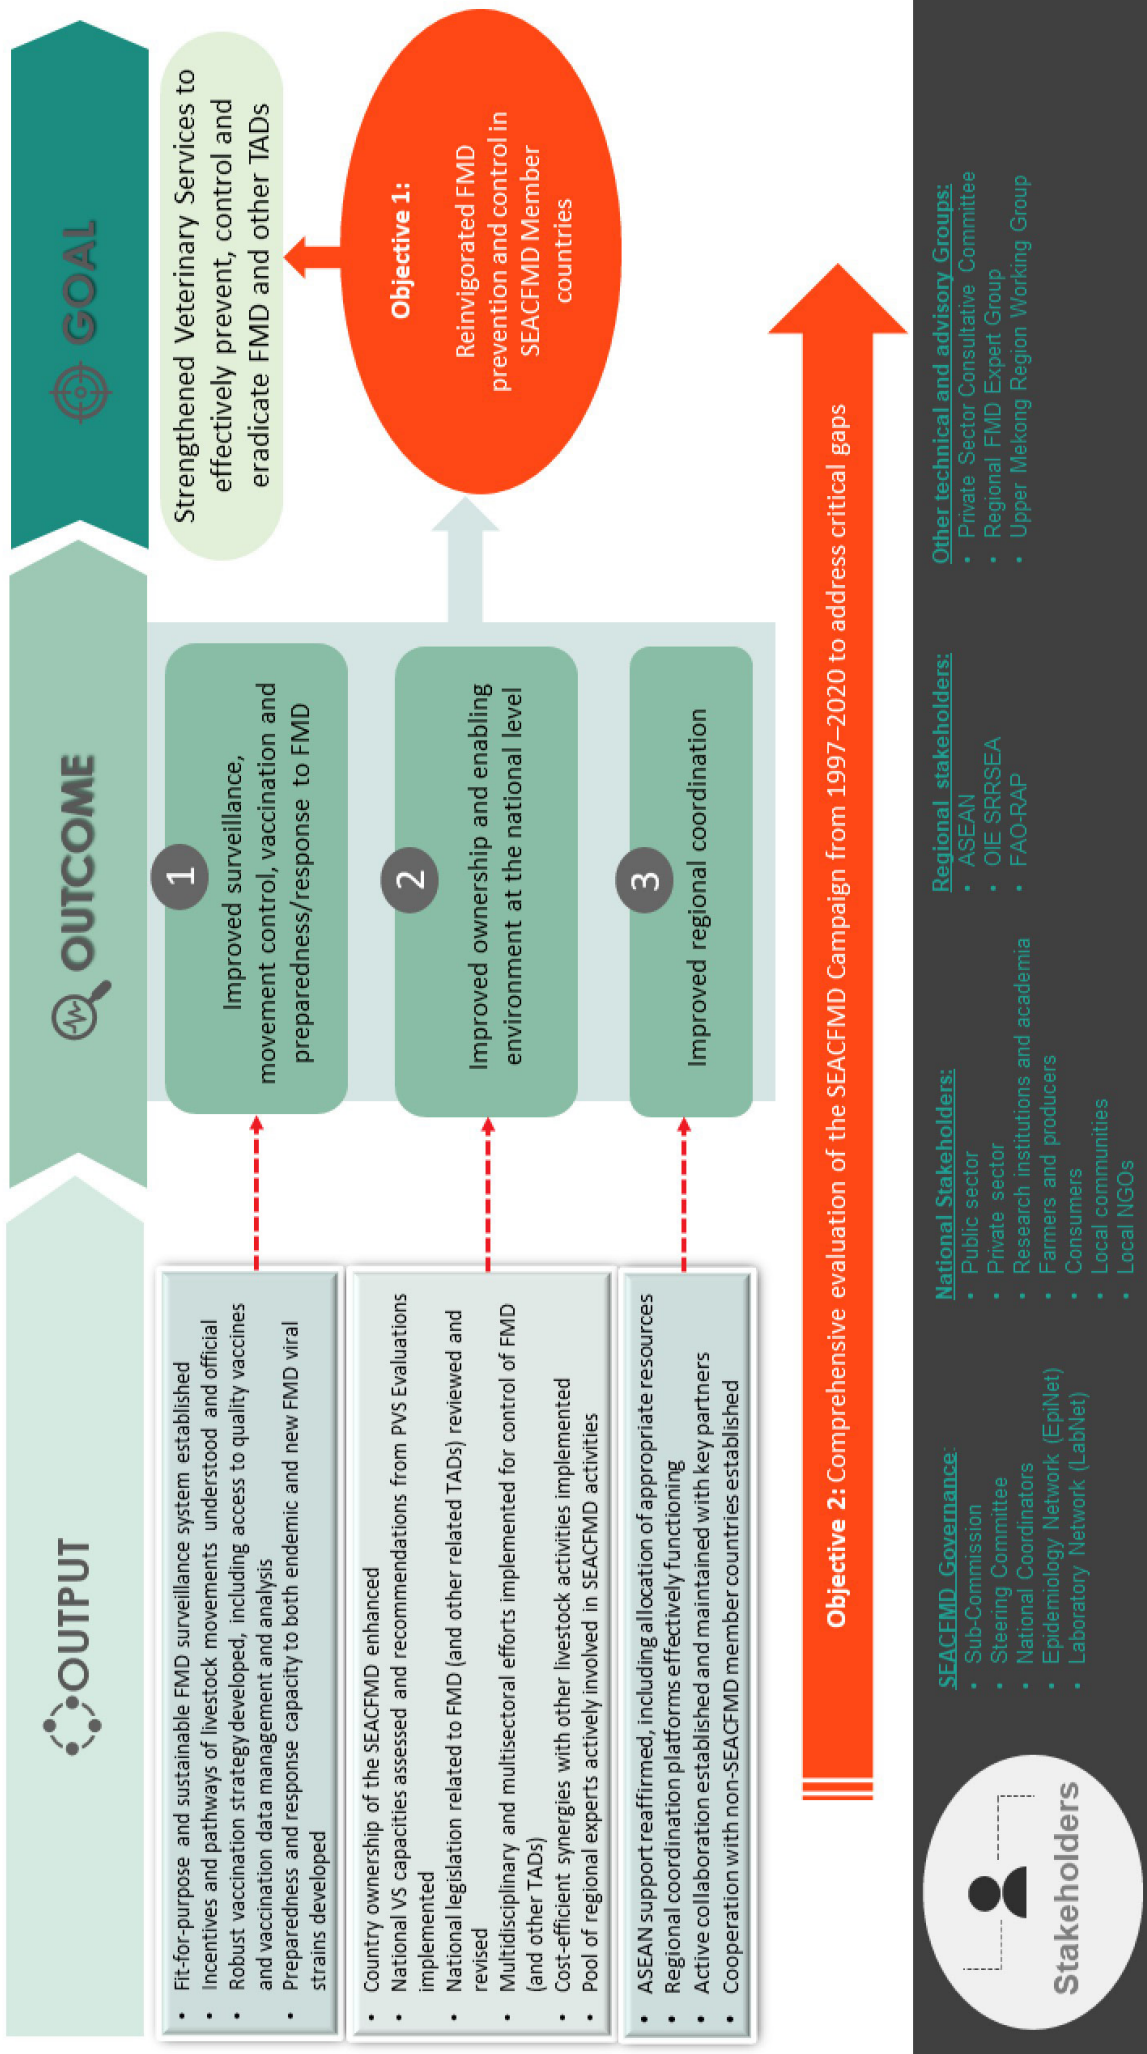 OUTPUT
OUTCOME
GOAL
• Fit-for-purpose and sustainable FMD surveillance system established
• Incentives and pathways of livestock movements understood and official
• Robust vaccination strategy developed, including access to quality vaccines
and vaccination data management and analysis
• Preparedness and response capacity to both endemic and new FMD viral
strains developed
• Country ownership of the SEACFMD enhanced
• National VS capacities assessed and recommendations from PVS Evaluations
implemented
• National legislation related to FMD (and other related TADs) reviewed and
revised
• Multidisciplinary and multisectoral efforts implemented for control of FMD
(and other TADs)
• Cost-efficient synergies with other livestock activities implemented
• Pool of regional experts actively involved in SEACFMD activities
• ASEAN support reaffirmed, including allocation of appropriate resources
• Regional coordination platforms effectively functioning
• Active collaboration established and maintained with key partners
• Cooperation with non-SEACFMD member countries established
1
Improved surveillance,
movement control, vaccination and
preparedness/response to FMD
2
Improved ownership and enabling
environment at the national level
3
Improved regional coordination
Strengthened Veterinary Services to
effectively prevent, control and
eradicate FMD and other TADs
Objective 1:
Reinvigorated FMD
prevention and control in
SEACFMD Member
countries
Objective 2: Comprehensive evaluation of the SEACFMD Campaign from 1997–2020 to address critical gaps
Stakeholders
SEACFMD Governance:
• Sub-Commission
• Steering Committee
• National Coordinators
• Epidemiology Network (EpiNet)
• Laboratory Network (LabNet)
National Stakeholders:
• Public sector
• Private sector
• Research institutions and academia
• Farmers and producers
• Consumers
• Local communities
• Local NGOs
Regional stakeholders:
• ASEAN
• OIE SRRSEA
• FAO-RAP
Other technical and advisory Groups:
• Private Sector Consultative Committee
• Regional FMD Expert Group
• Upper Mekong Region Working Group